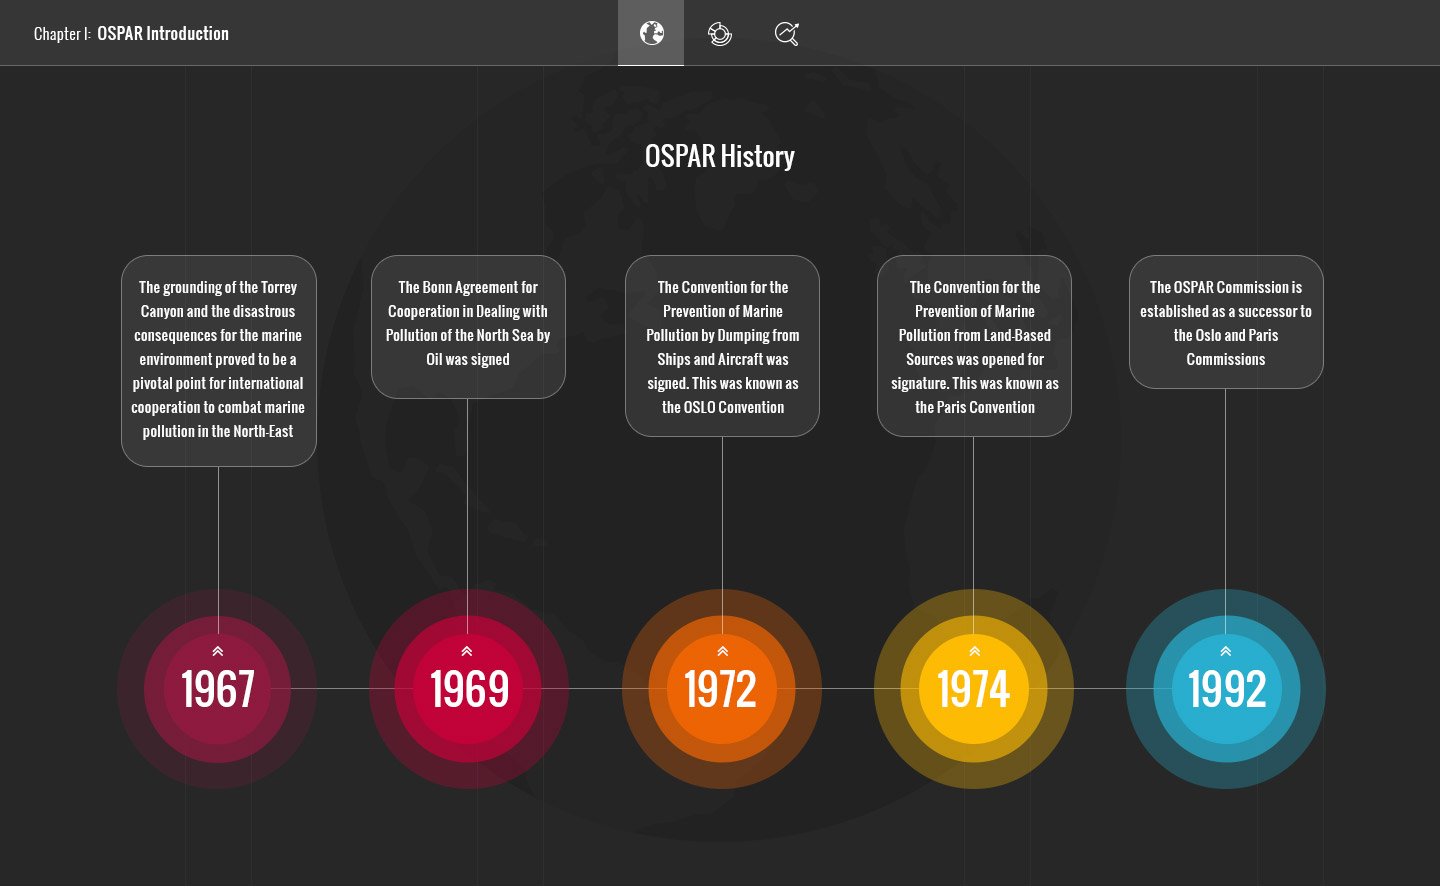 Chapter I: OSPAR Introduction
OSPAR History
The grounding of the Torrey
Canyon and the disastrous
consequences for the marine
environment proved to be a
pivotal point for international
cooperation to combat marine
pollution in the North-East
The Bonn Agreement for
Cooperation in Dealing with
Pollution of the North Sea by
Oil was signed
The Convention for the
Prevention of Marine
Pollution by Dumping from
Ships and Aircraft was
signed. This was known as
the OSLO Convention
The Convention for the
Prevention of Marine
Pollution from Land-Based
Sources was opened for
signature. This was known as
the Paris Convention
The OSPAR Commission is
established as a successor to
the Oslo and Paris
Commissions
1967
1969
1972
1974
1992